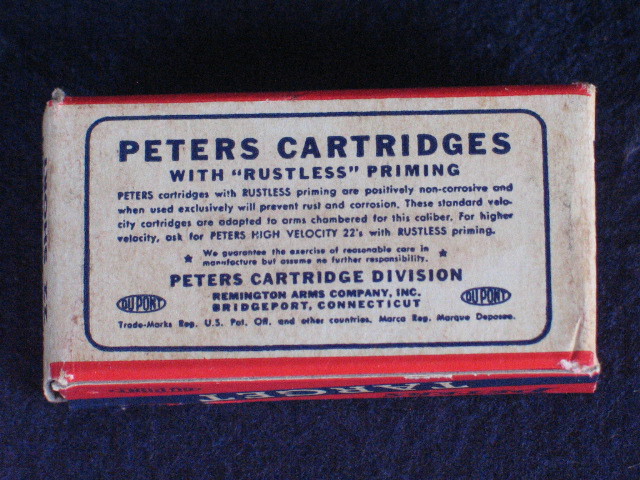 PETERS CARTRIDGES
WITH "RUSTLESS" PRIMING
PETERS cartridges with RUSTLESS priming are positively non-corrosive and
when used exclusively will prevent rust and corrosion. These standard velo-
city cartridges are adapted to arms chambered for this caliber. For higher
velocity, ask for PETERS HIGH VELOCITY 22's with RUSTLESS priming.
We guarantee the exercise of reasonable care in
manufacture but assume no further responsibility.
PETERS CARTRIDGE DIVISION
REMINGTON ARMS COMPANY, INC.
BRIDGEPORT, CONNECTICUT
DU PONT
DU PONT
Trade-Marks Reg. U.S. Pat. Off. and other countries. Marca Reg. Marque Deposee.
TARGET